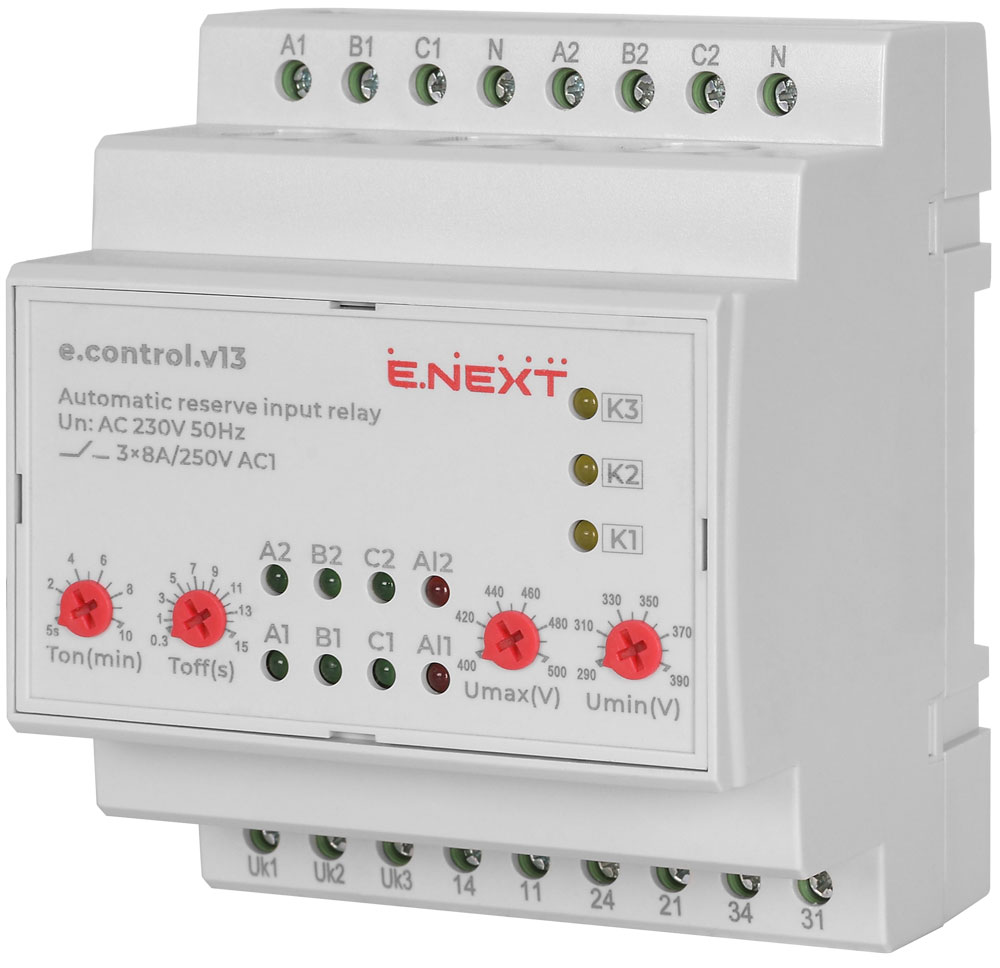 A1 B1 C1 N A2 B2 C2 N
e.control.v13
E.NEXT
Automatic reserve input relay
Un: AC 230V 50Hz
3×8A/250V AC1
K3
K2
K1
A2 B2 C2 AI2
A1 B1 C1 AI1
5s 2 4 6 8 10
Ton(min)
0.3 1 3 5 7 9 11 13 15
Toff(s)
400 420 440 460 480 500
Umax(V)
290 310 330 350 370 390
Umin(V)
Uk1 Uk2 Uk3 14 11 24 21 34 31